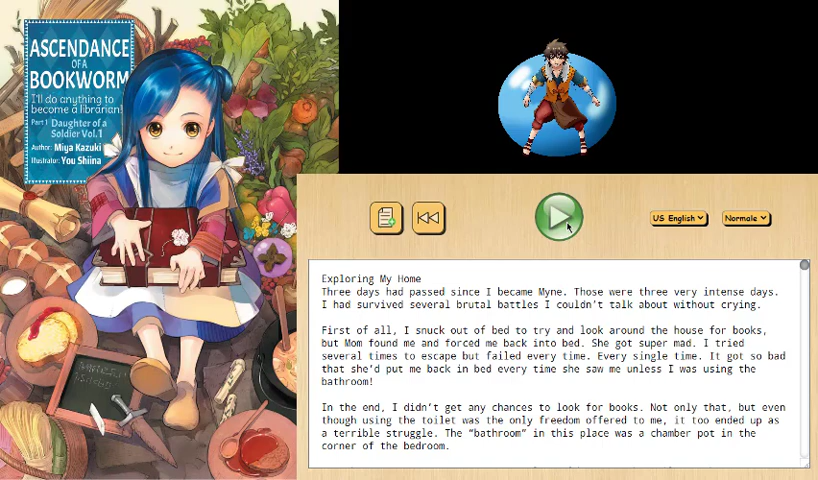 ASCENDANCE
OF A
BOOKWORM
I'll do anything to
become a librarian!
Part 1 Daughter of a
Soldier Vol.1
Author: Miya Kazuki
Illustrator: You Shiina
US English
Normale
Exploring My Home
Three days had passed since I became Myne. Those were three very intense days.
I had survived several brutal battles I couldn't talk about without crying.
First of all, I snuck out of bed to try and look around the house for books,
but Mom found me and forced me back into bed. She got super mad. I tried
several times to escape but failed every time. Every single time. It got so bad
that she'd put me back in bed every time she saw me unless I was using the
bathroom!
In the end, I didn't get any chances to look for books. Not only that, but even
though using the toilet was the only freedom offered to me, it too ended up as
a terrible struggle. The “bathroom” in this place was a chamber pot in the
corner of the bedroom.